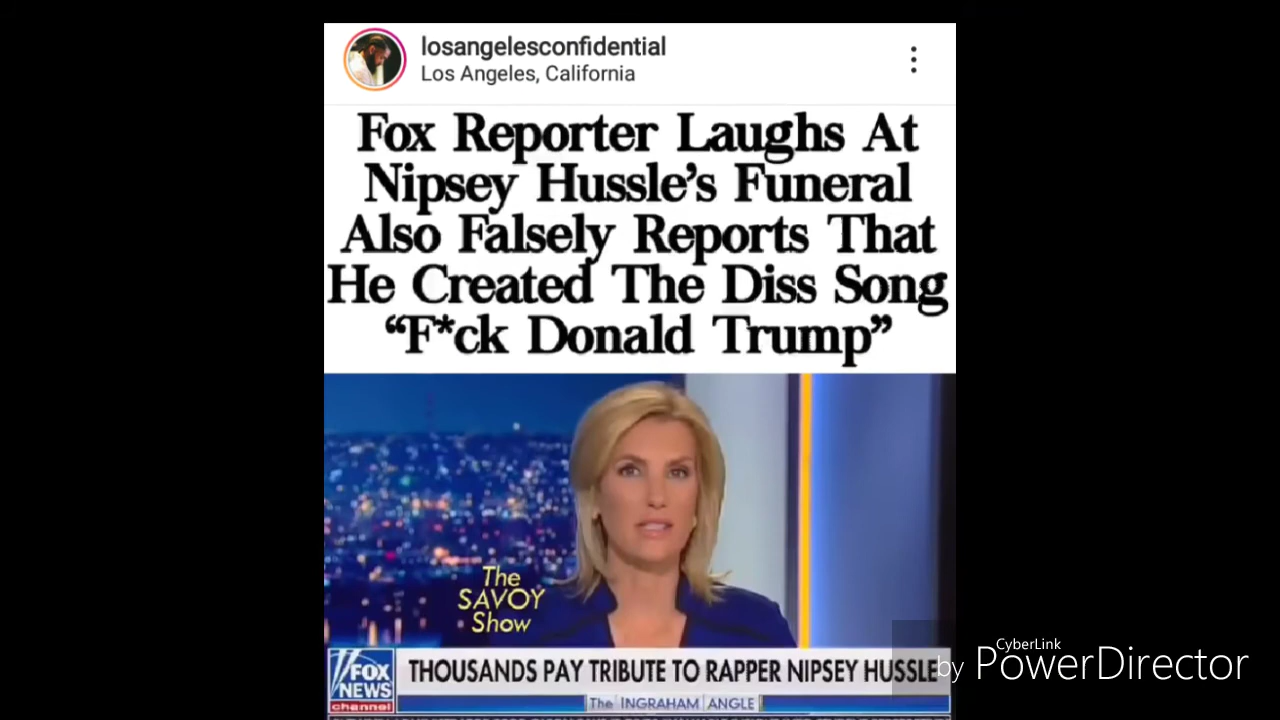 losangelesconfidential
Los Angeles, California
Fox Reporter Laughs At
Nipsey Hussle’s Funeral
Also Falsely Reports That
He Created The Diss Song
“F*ck Donald Trump”
The
SAVOY
Show
FOX
NEWS
channel
THOUSANDS PAY TRIBUTE TO RAPPER NIPSEY HUSSLE
The INGRAHAM ANGLE
CyberLink
by PowerDirector